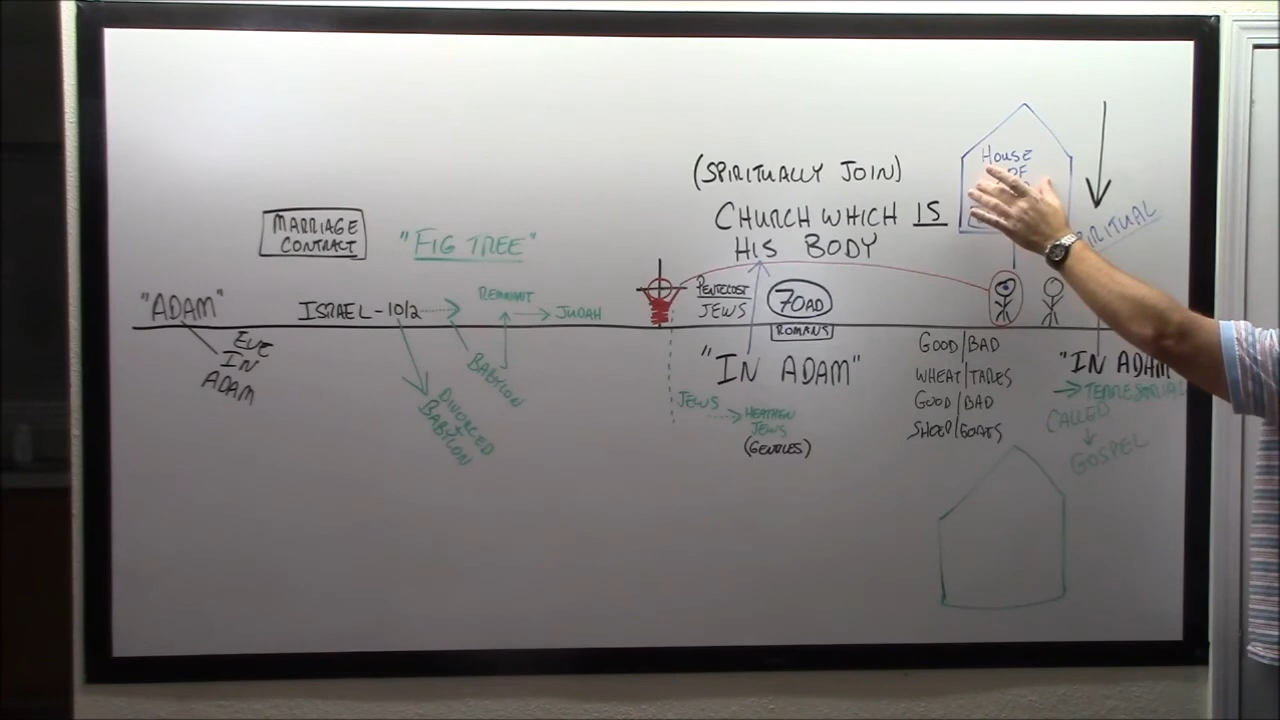 (SPIRITUALLY JOIN)
CHURCH WHICH IS
HIS BODY
House
OF
MARRIAGE
CONTRACT
"FIG TREE"
"ADAM"
EVE
IN
ADAM
ISRAEL - 10/2
REMNANT
JUDAH
BABYLON
DIVORCED
BABYLON
PENTECOST
JEWS
70AD
ROMANS
"IN ADAM"
JEWS
HEATHEN
JEWS
(GENTILES)
GOOD/BAD
WHEAT/TARES
GOOD/BAD
SHEEP/GOATS
"IN ADAM
CALLED
GOSPEL